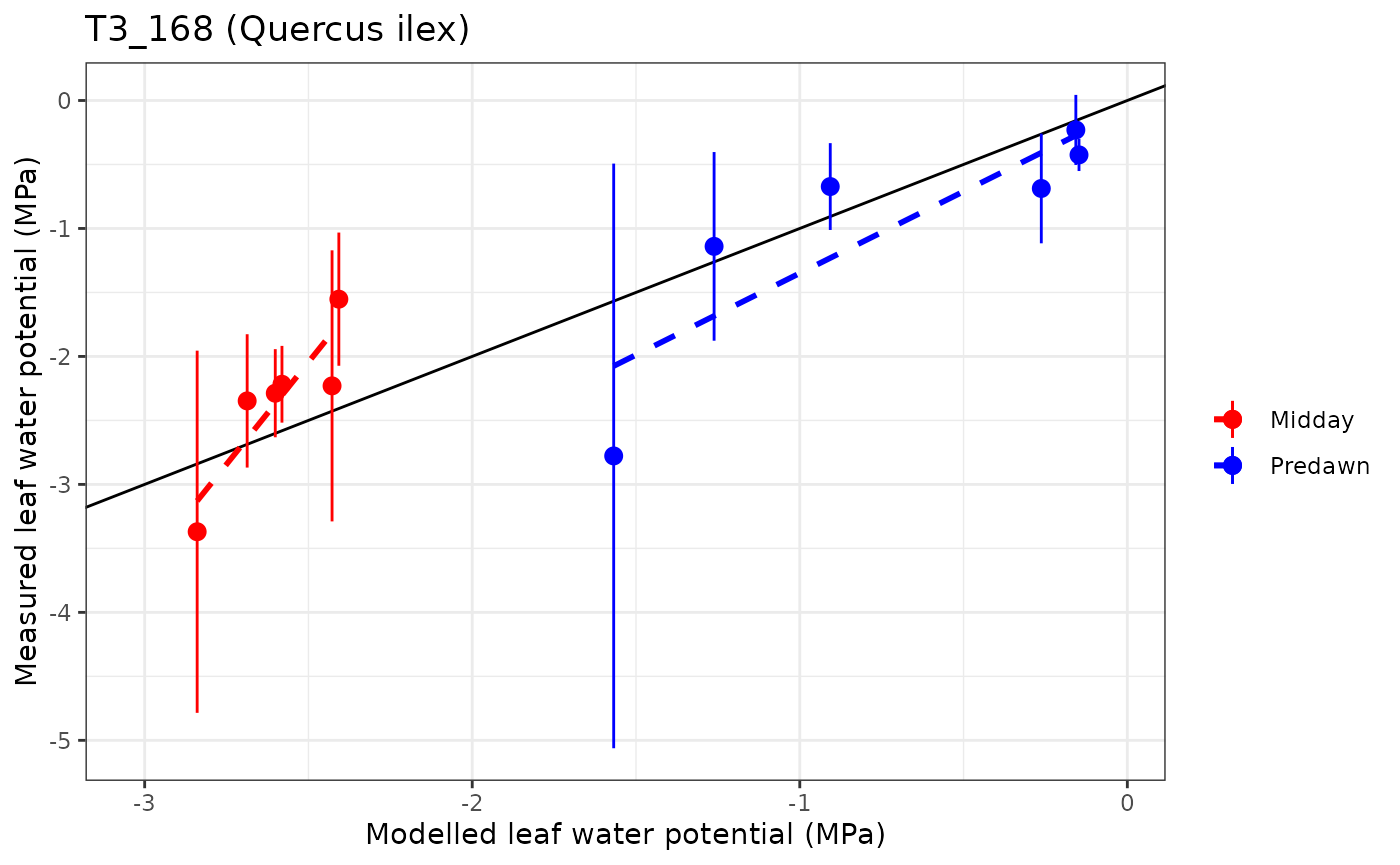 T3_168 (Quercus ilex)
Measured leaf water potential (MPa)
0
-1
-2
-3
-4
-5
-3
-2
-1
0
Modelled leaf water potential (MPa)
Midday
Predawn